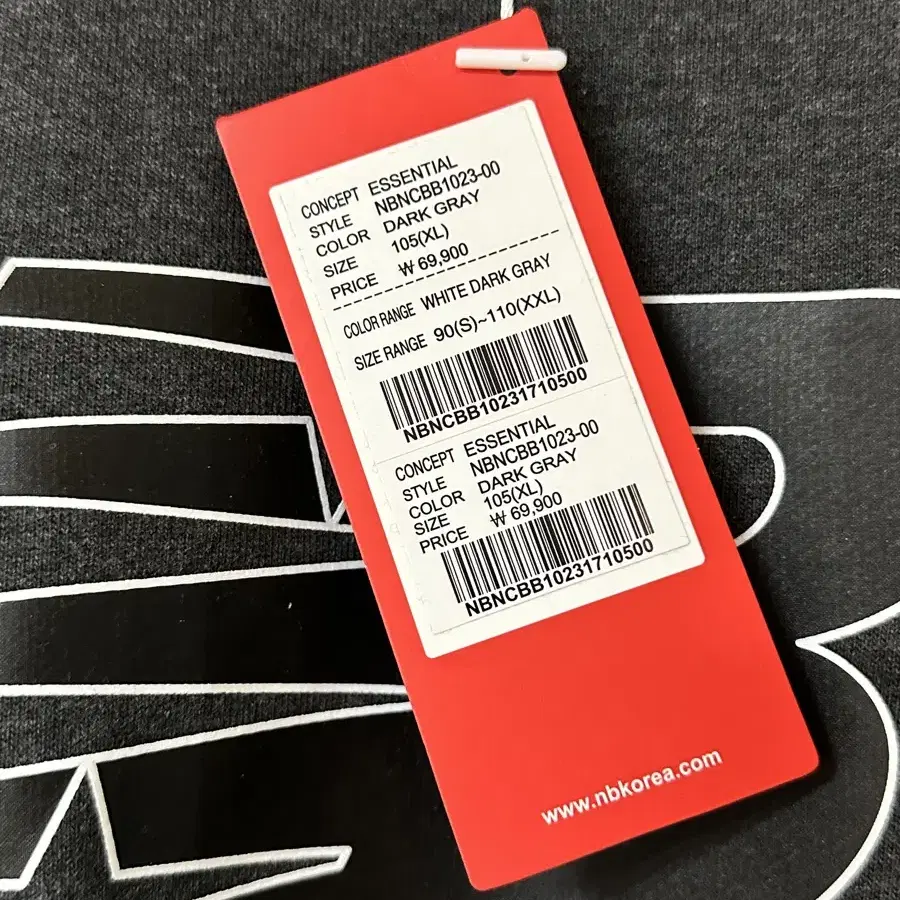 CONCEPT ESSENTIAL
STYLE NBNCBB1023-00
COLOR DARK GRAY
SIZE 105(XL)
PRICE ₩ 69,900
COLOR RANGE WHITE DARK GRAY
SIZE RANGE 90(S)~110(XXL)
NBNCBB10231710500
CONCEPT ESSENTIAL
STYLE NBNCBB1023-00
COLOR DARK GRAY
SIZE 105(XL)
PRICE ₩ 69,900
NBNCBB10231710500
www.nbkorea.com